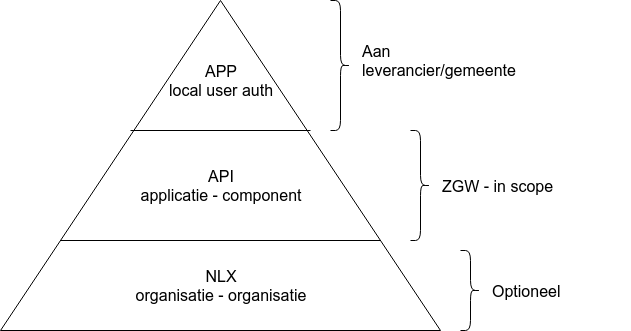 APP
local user auth
Aan
leverancier/gemeente
API
applicatie - component
ZGW - in scope
NLX
organisatie - organisatie
Optioneel